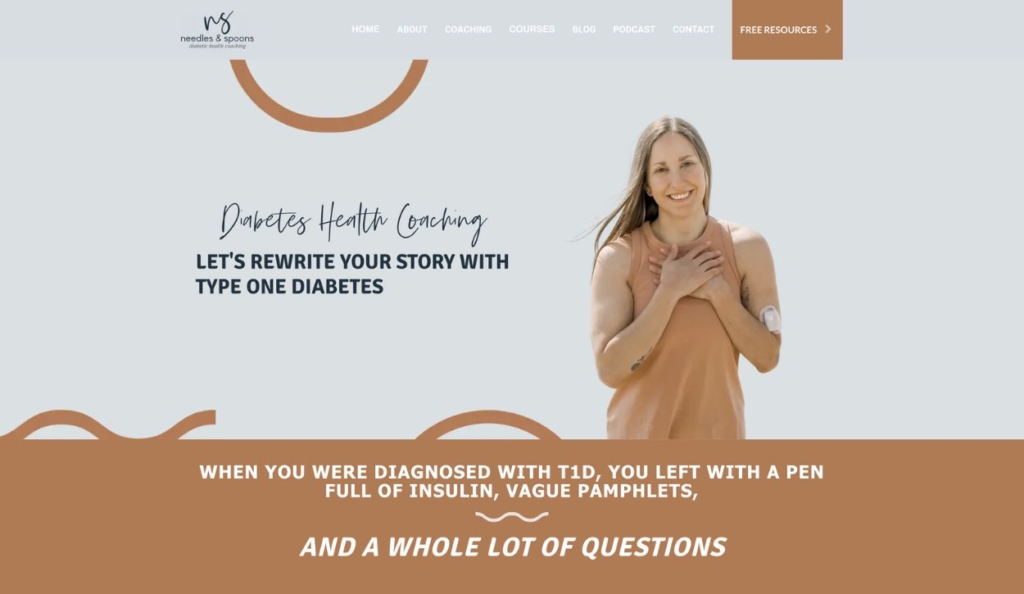 ns
needles & spoons
diabetic health coaching
HOME ABOUT COACHING COURSES BLOG PODCAST CONTACT FREE RESOURCES
Diabetes Health Coaching
LET'S REWRITE YOUR STORY WITH
TYPE ONE DIABETES
WHEN YOU WERE DIAGNOSED WITH T1D, YOU LEFT WITH A PEN
FULL OF INSULIN, VAGUE PAMPHLETS,
AND A WHOLE LOT OF QUESTIONS